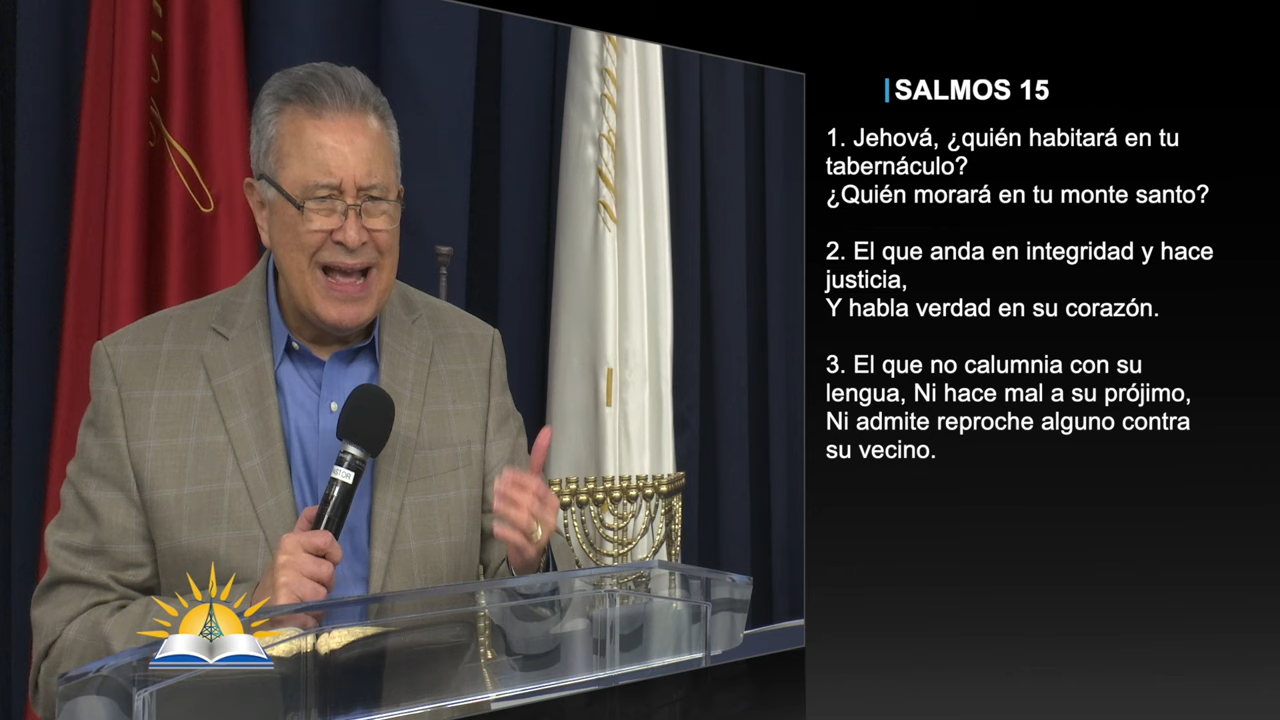 SALMOS 15
1. Jehová, ¿quién habitará en tu
tabernáculo?
¿Quién morará en tu monte santo?
2. El que anda en integridad y hace
justicia,
Y habla verdad en su corazón.
3. El que no calumnia con su
lengua, Ni hace mal a su prójimo,
Ni admite reproche alguno contra
su vecino.